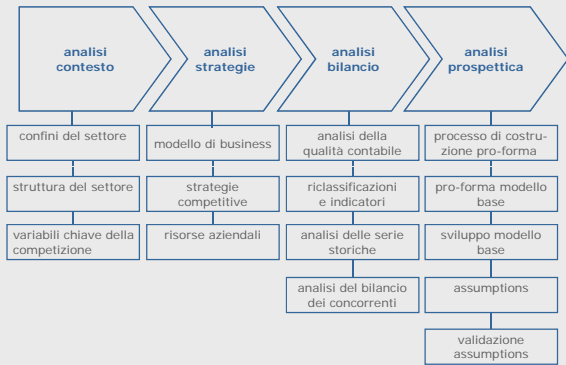 analisi
contesto
analisi
strategie
analisi
bilancio
analisi
prospettica
confini del settore
struttura del settore
variabili chiave della
competizione
modello di business
strategie
competitive
risorse aziendali
analisi della
qualità contabile
riclassificazioni
e indicatori
analisi delle serie
storiche
analisi del bilancio
dei concorrenti
processo di costru-
zione pro-forma
pro-forma modello
base
sviluppo modello
base
assumptions
validazione
assumptions